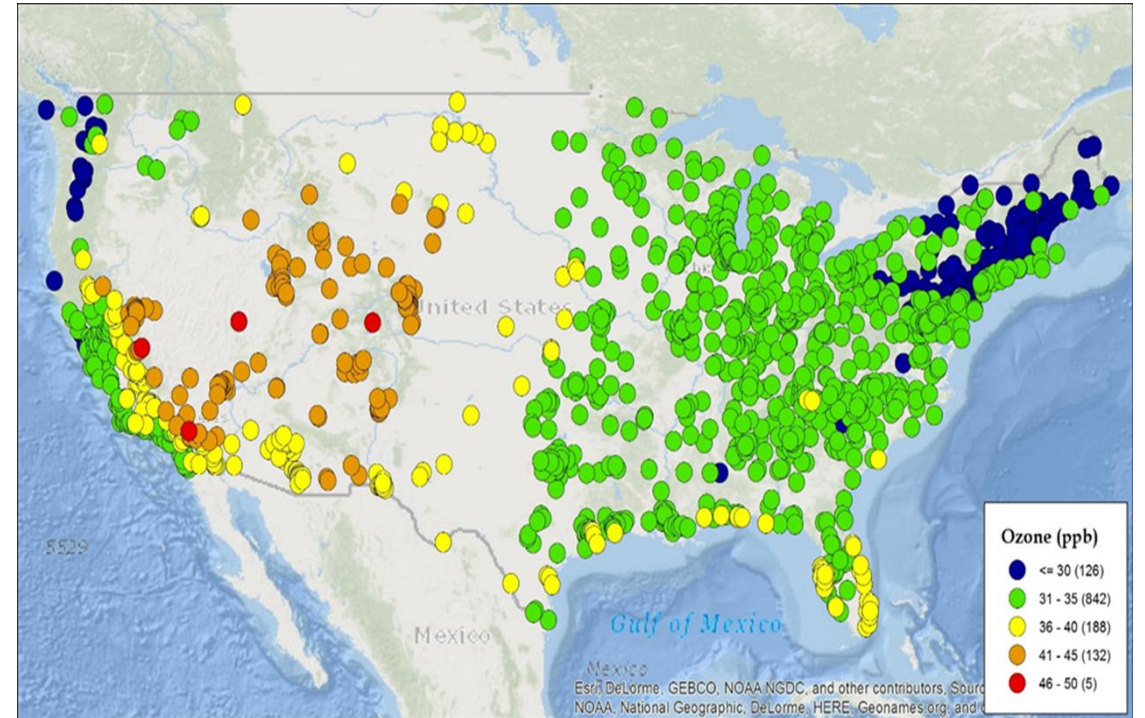 United States
5529
Mexico
Gulf of Mexico
Mexico
Esri, DeLorme, GEBCO, NOAA NGDC, and other contributors, Sourc
NOAA, National Geographic, DeLorme, HERE, Geonames.org, and
Ozone (ppb)
<= 30 (126)
31 - 35 (842)
36 - 40 (188)
41 - 45 (132)
46 - 50 (5)